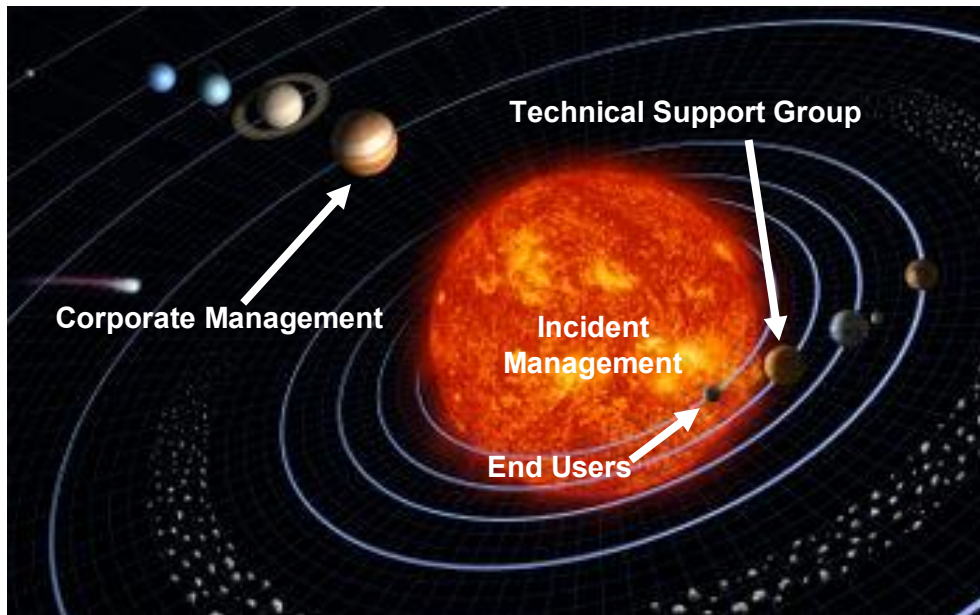 Technical Support Group
Corporate Management
Incident
Management
End Users